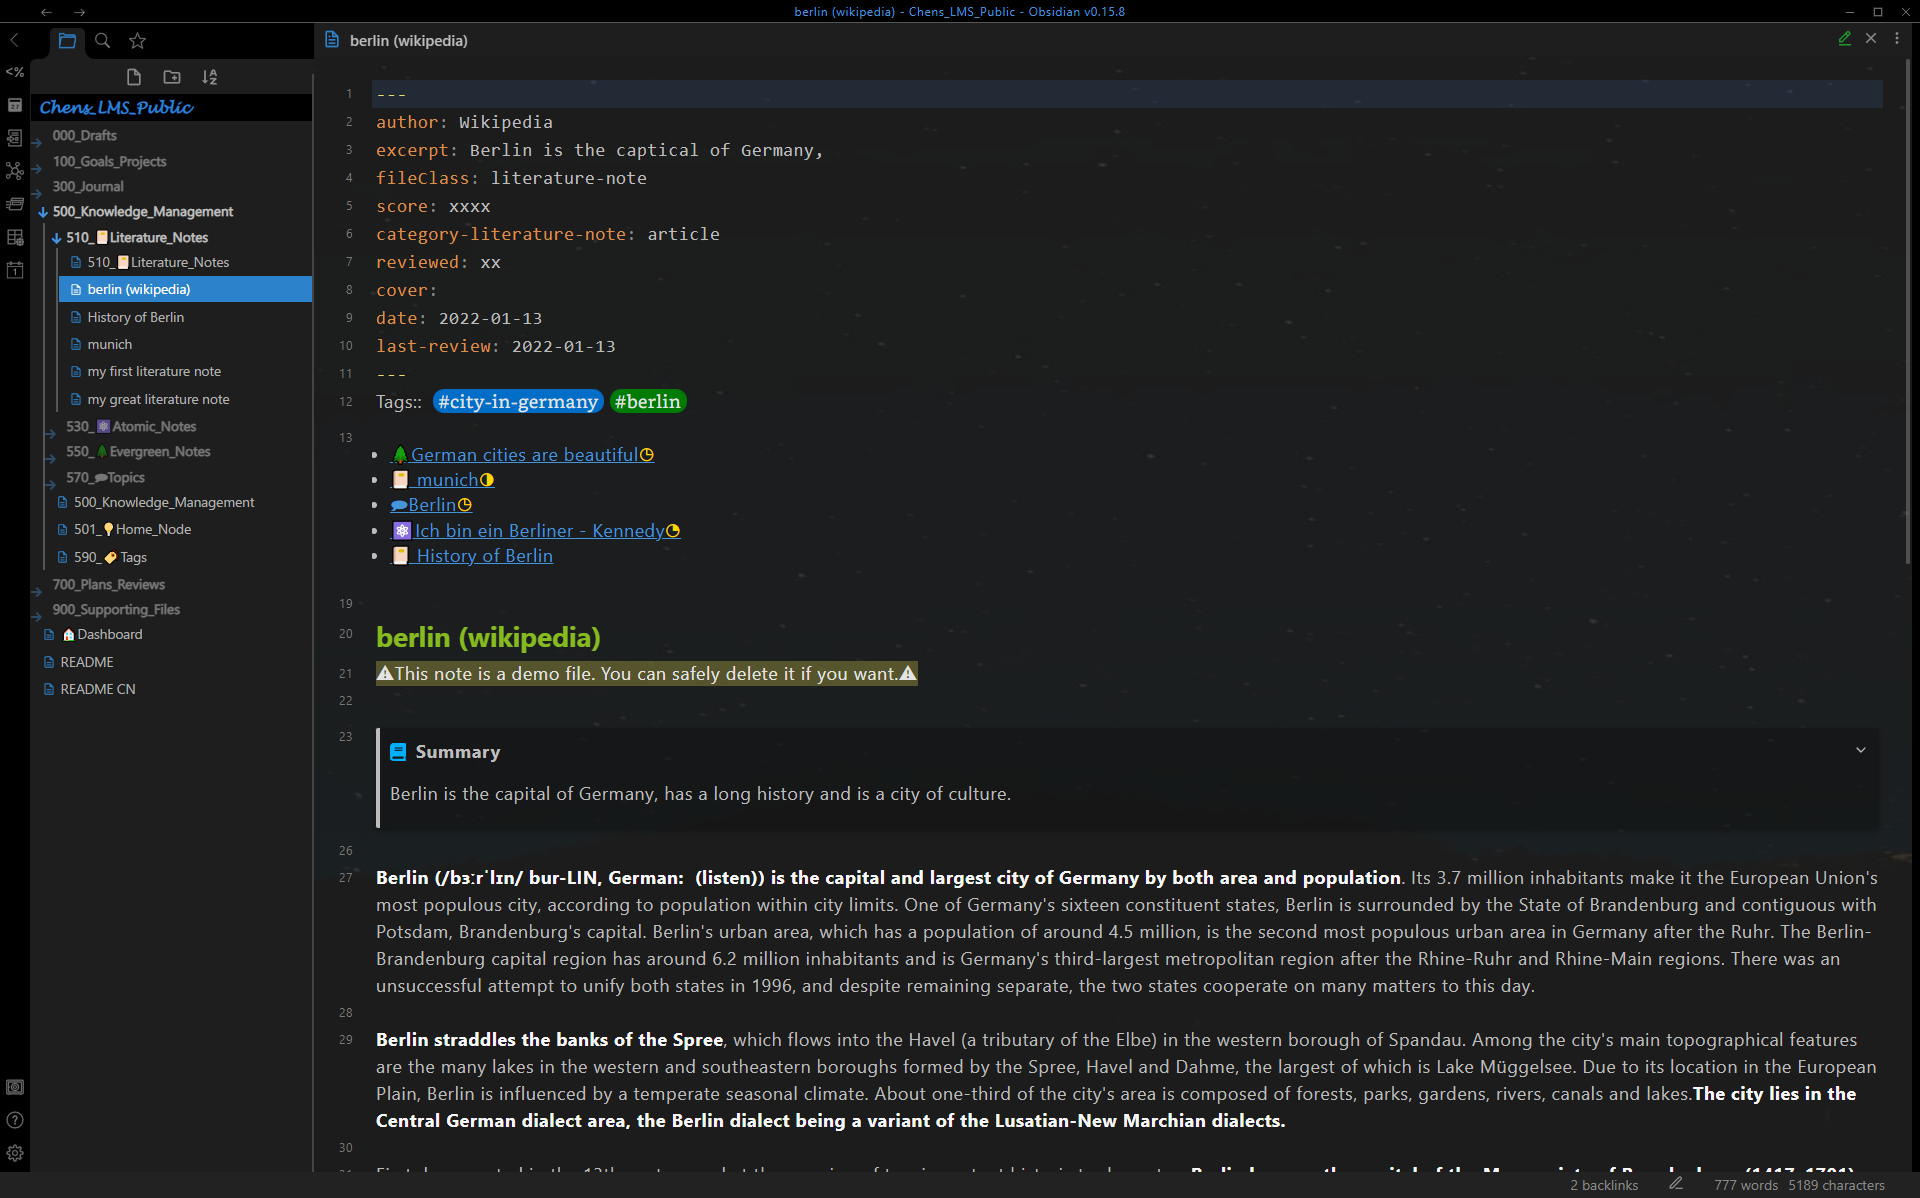 berlin (wikipedia) - Chens_LMS_Public - Obsidian v0.15.8
berlin (wikipedia)
Chens_LMS_Public
000_Drafts
100_Goals_Projects
300_Journal
500_Knowledge_Management
510_Literature_Notes
510_Literature_Notes
berlin (wikipedia)
History of Berlin
munich
my first literature note
my great literature note
530_Atomic_Notes
550_Evergreen_Notes
570_Topics
500_Knowledge_Management
501_Home_Node
590_Tags
700_Plans_Reviews
900_Supporting_Files
Dashboard
README
README CN
1 ---
2 author: Wikipedia
3 excerpt: Berlin is the captical of Germany,
4 fileClass: literature-note
5 score: xxxx
6 category-literature-note: article
7 reviewed: xx
8 cover:
9 date: 2022-01-13
10 last-review: 2022-01-13
11 ---
12 Tags:: #city-in-germany #berlin
13
German cities are beautiful
munich
Berlin
Ich bin ein Berliner - Kennedy
History of Berlin
19
20 berlin (wikipedia)
21 ⚠This note is a demo file. You can safely delete it if you want.⚠
22
23 Summary
Berlin is the capital of Germany, has a long history and is a city of culture.
26
27 Berlin (/bɜːrˈlɪn/ bur-LIN, German: (listen)) is the capital and largest city of Germany by both area and population. Its 3.7 million inhabitants make it the European Union's
most populous city, according to population within city limits. One of Germany's sixteen constituent states, Berlin is surrounded by the State of Brandenburg and contiguous with
Potsdam, Brandenburg's capital. Berlin's urban area, which has a population of around 4.5 million, is the second most populous urban area in Germany after the Ruhr. The Berlin-
Brandenburg capital region has around 6.2 million inhabitants and is Germany's third-largest metropolitan region after the Rhine-Ruhr and Rhine-Main regions. There was an
unsuccessful attempt to unify both states in 1996, and despite remaining separate, the two states cooperate on many matters to this day.
28
29 Berlin straddles the banks of the Spree, which flows into the Havel (a tributary of the Elbe) in the western borough of Spandau. Among the city's main topographical features
are the many lakes in the western and southeastern boroughs formed by the Spree, Havel and Dahme, the largest of which is Lake Müggelsee. Due to its location in the European
Plain, Berlin is influenced by a temperate seasonal climate. About one-third of the city's area is composed of forests, parks, gardens, rivers, canals and lakes.The city lies in the
Central German dialect area, the Berlin dialect being a variant of the Lusatian-New Marchian dialects.
30
2 backlinks 777 words 5189 characters